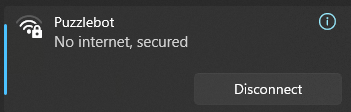 Puzzlebot
No internet, secured
Disconnect